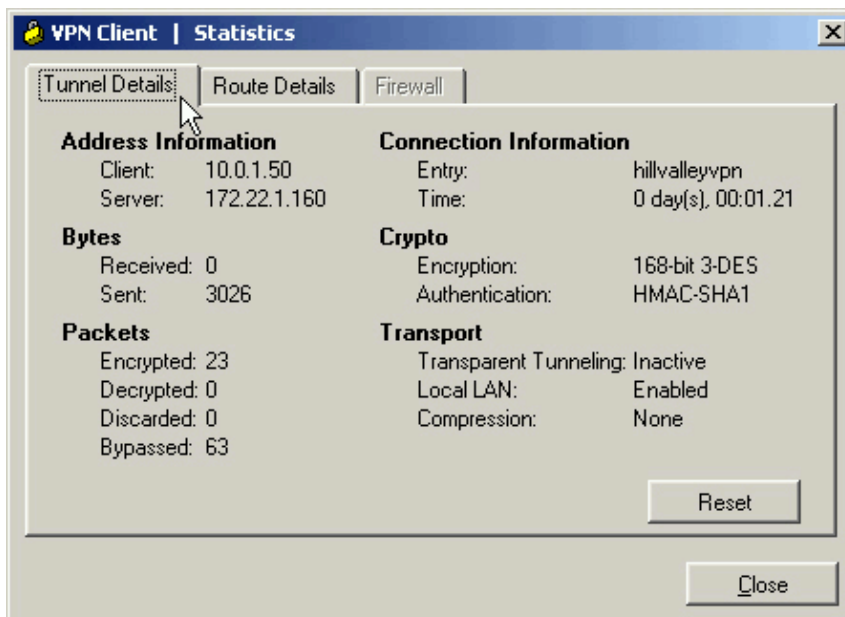 VPN Client | Statistics
Tunnel Details
Route Details
Firewall
Address Information
Client: 10.0.1.50
Server: 172.22.1.160
Bytes
Received: 0
Sent: 3026
Packets
Encrypted: 23
Decrypted: 0
Discarded: 0
Bypassed: 63
Connection Information
Entry: hillvalleyvpn
Time: 0 day(s), 00:01.21
Crypto
Encryption: 168-bit 3-DES
Authentication: HMAC-SHA1
Transport
Transparent Tunneling: Inactive
Local LAN: Enabled
Compression: None
Reset
Close